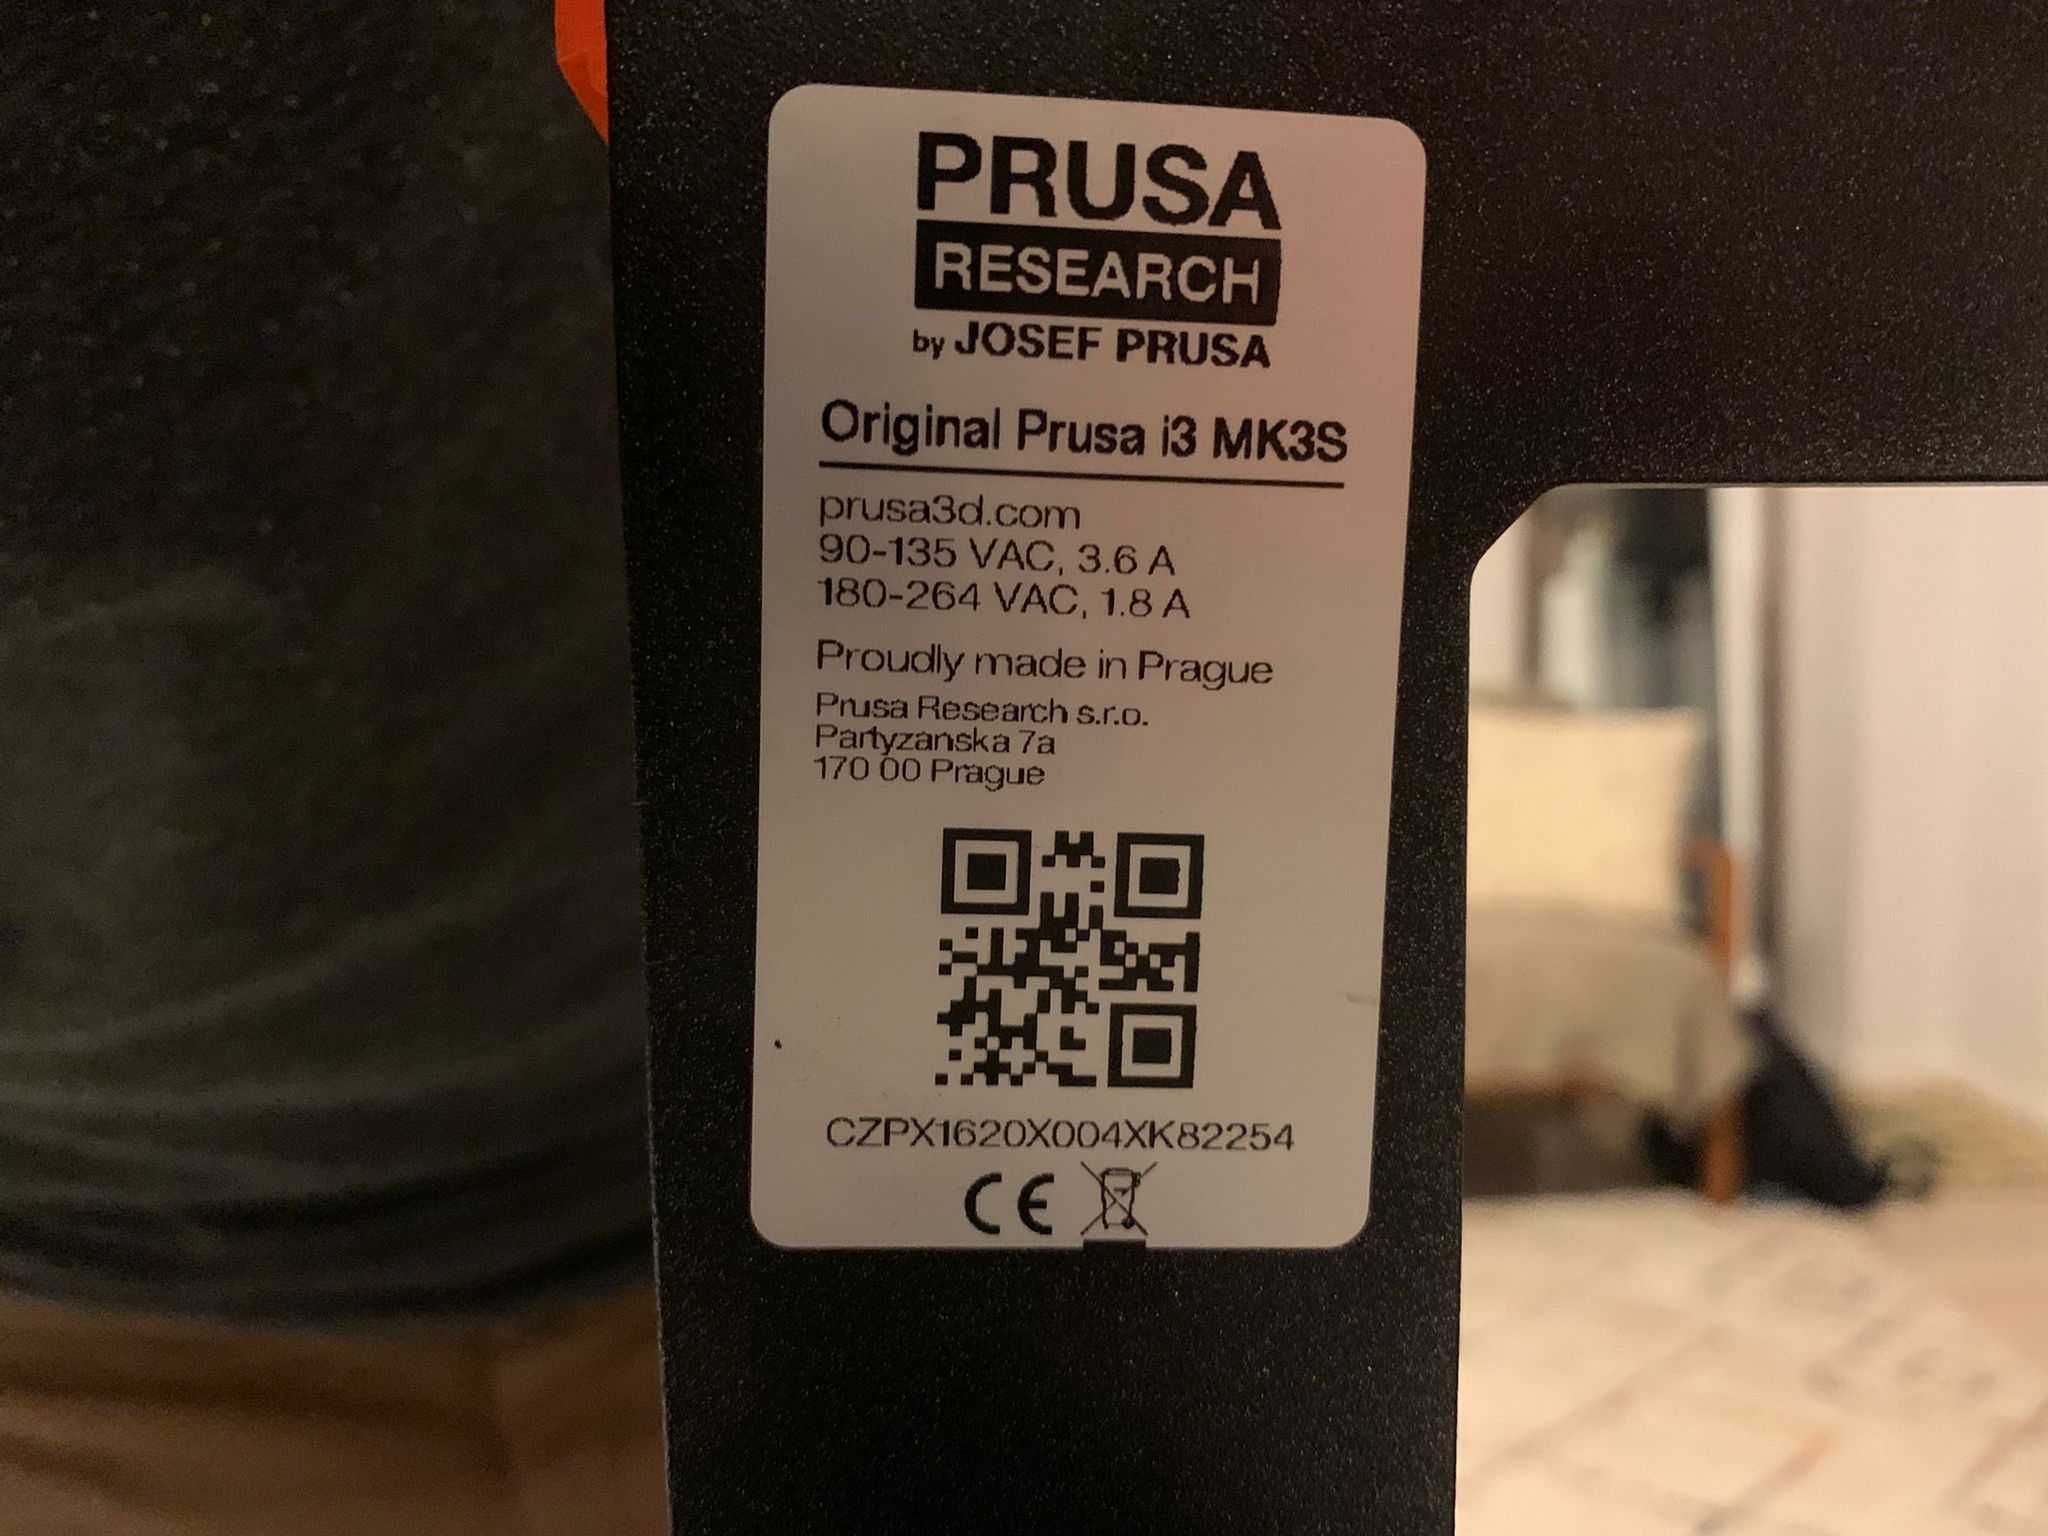 PRUSA
RESEARCH
by JOSEF PRUSA
Original Prusa i3 MK3S
prusa3d.com
90-135 VAC, 3.6 A
180-264 VAC, 1.8 A
Proudly made in Prague
Prusa Research s.r.o.
Partyzanska 7a
170 00 Prague
CZPX1620X004XK82254
CE